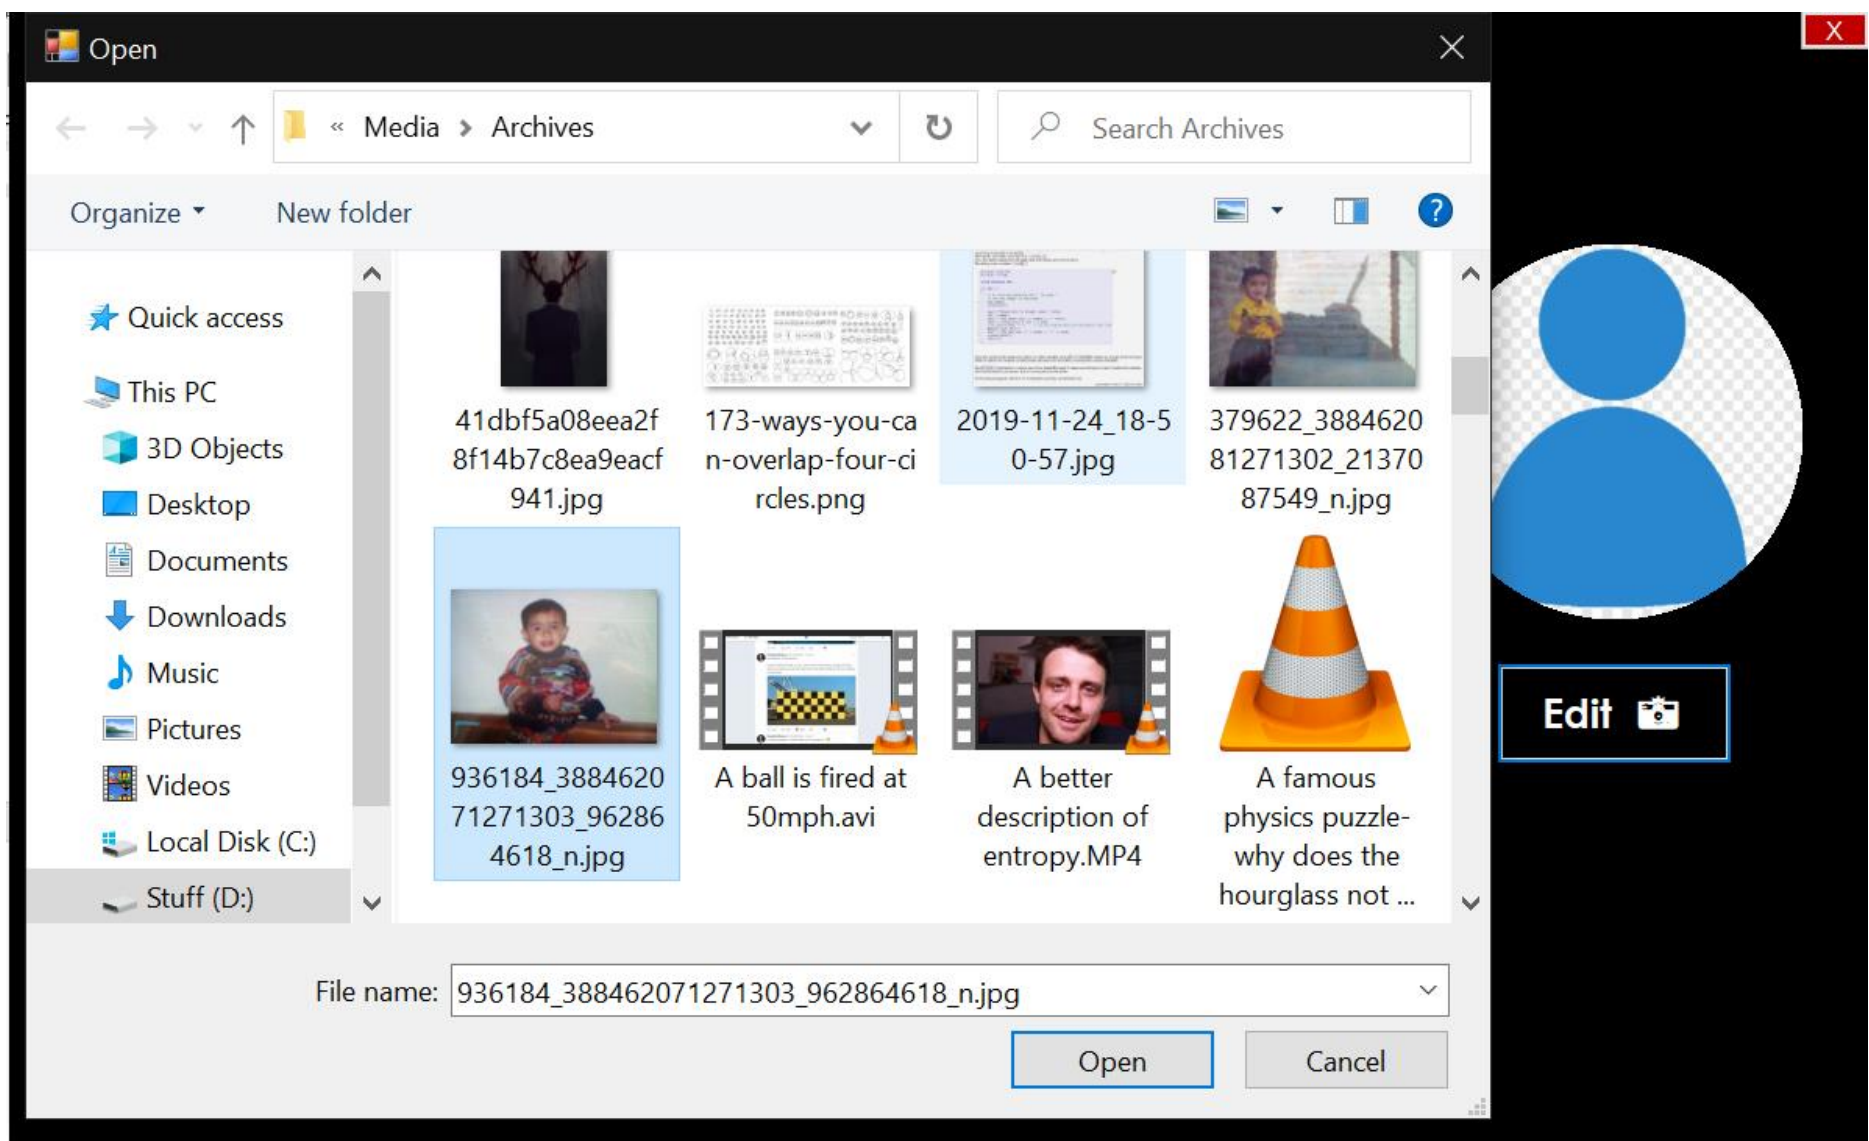 Open
X
« Media > Archives
Search Archives
Organize
New folder
?
Quick access
This PC
3D Objects
Desktop
Documents
Downloads
Music
Pictures
Videos
Local Disk (C:)
Stuff (D:)
41dbf5a08eea2f
8f14b7c8ea9eacf
941.jpg
173-ways-you-ca
n-overlap-four-ci
rcles.png
2019-11-24_18-5
0-57.jpg
379622_3884620
81271302_21370
87549_n.jpg
936184_3884620
71271303_96286
4618_n.jpg
A ball is fired at
50mph.avi
A better
description of
entropy.MP4
A famous
physics puzzle-
why does the
hourglass not ...
Edit
File name: 936184_388462071271303_962864618_n.jpg
Open
Cancel